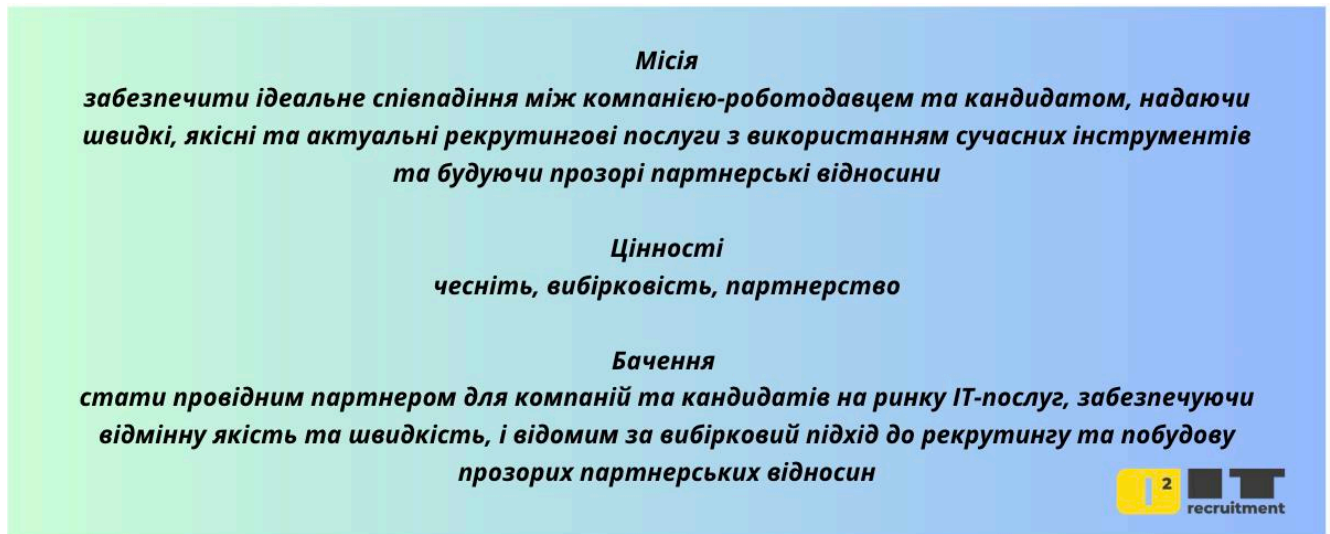 Місія
забезпечити ідеальне співпадіння між компанією-роботодавцем та кандидатом, надаючи
швидкі, якісні та актуальні рекрутингові послуги з використанням сучасних інструментів
та будуючи прозорі партнерські відносини
Цінності
чесніть, вибірковість, партнерство
Бачення
стати провідним партнером для компаній та кандидатів на ринку ІТ-послуг, забезпечуючи
відмінну якість та швидкість, і відомим за вибірковий підхід до рекрутингу та побудову
прозорих партнерських відносин
2 IT
recruitment